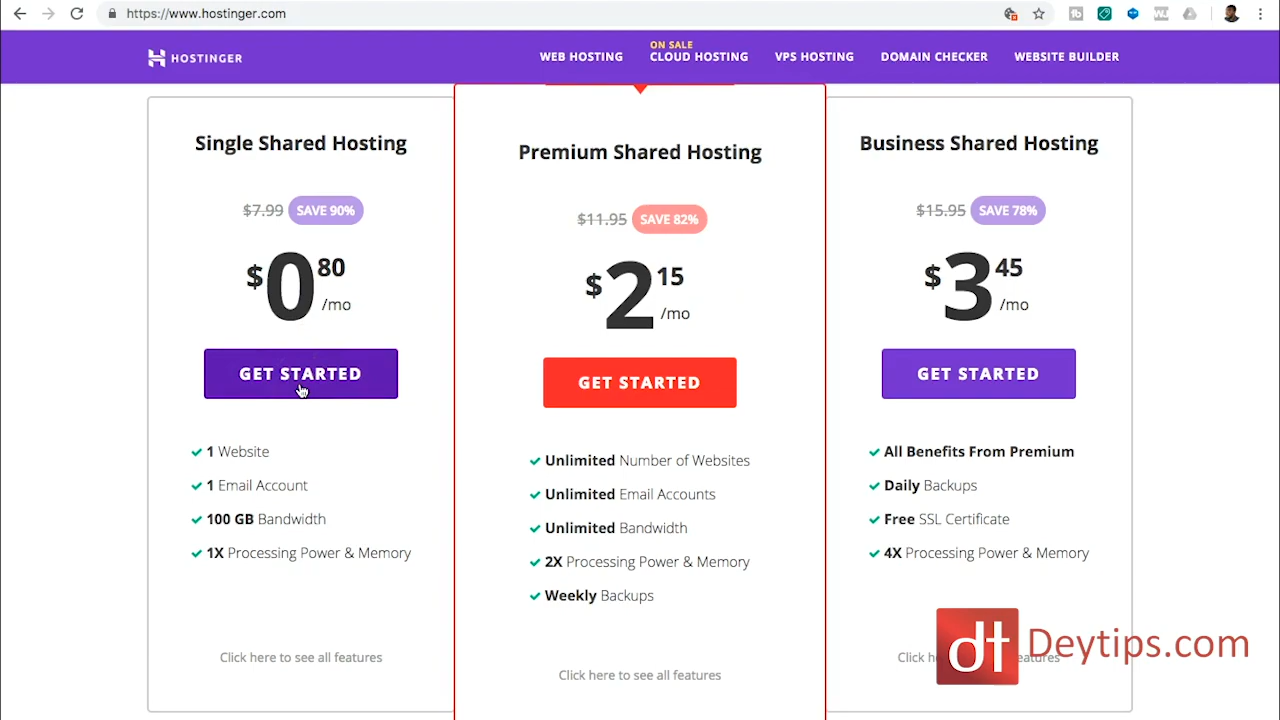 https://www.hostinger.com
HOSTINGER
WEB HOSTING
ON SALE
CLOUD HOSTING
VPS HOSTING
DOMAIN CHECKER
WEBSITE BUILDER
Single Shared Hosting
$7.99 SAVE 90%
$0 80 /mo
GET STARTED
1 Website
1 Email Account
100 GB Bandwidth
1X Processing Power & Memory
Click here to see all features
Premium Shared Hosting
$11.95 SAVE 82%
$2 15 /mo
GET STARTED
Unlimited Number of Websites
Unlimited Email Accounts
Unlimited Bandwidth
2X Processing Power & Memory
Weekly Backups
Click here to see all features
Business Shared Hosting
$15.95 SAVE 78%
$3 45 /mo
GET STARTED
All Benefits From Premium
Daily Backups
Free SSL Certificate
4X Processing Power & Memory
Click
features
dt Deytips.com